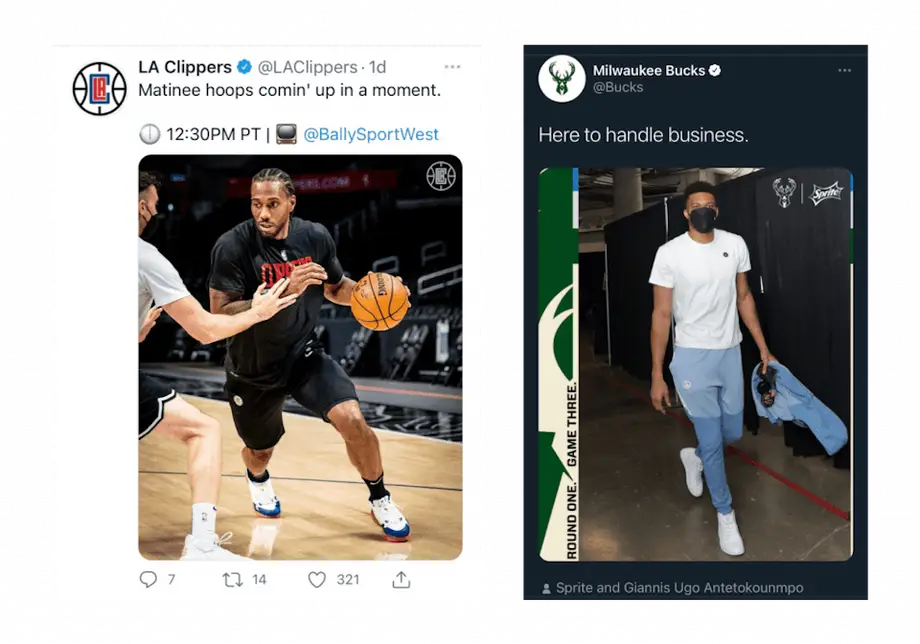 LA Clippers @LAClippers · 1d
Matinee hoops comin' up in a moment.
12:30PM PT | @BallySportWest
CLIPPERS
7 14 321
Milwaukee Bucks
@Bucks
Here to handle business.
Sprite
ROUND ONE. GAME THREE.
Sprite and Giannis Ugo Antetokounmpo